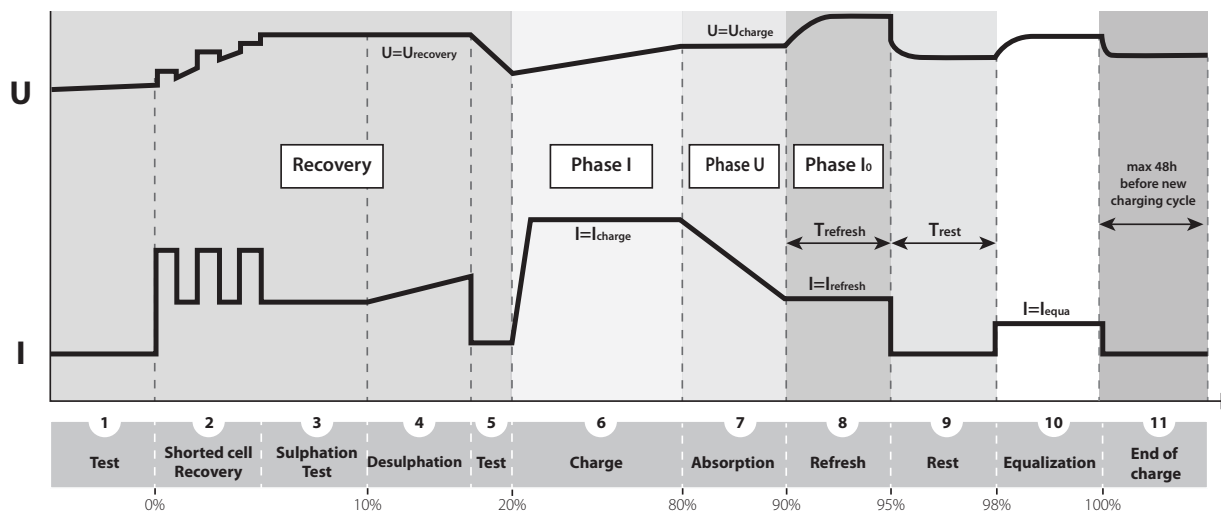 U
U=Urecovery
U=Ucharge
Recovery
Phase I
Phase U
Phase I0
max 48h
before new
charging cycle
Trefresh
Trest
I=Icharge
I=Irefresh
I=Iequa
I
1
2
3
4
5
6
7
8
9
10
11
Test
Shorted cell
Recovery
Sulphation
Test
Desulphation
Test
Charge
Absorption
Refresh
Rest
Equalization
End of
charge
0%
10%
20%
80%
90%
95%
98%
100%